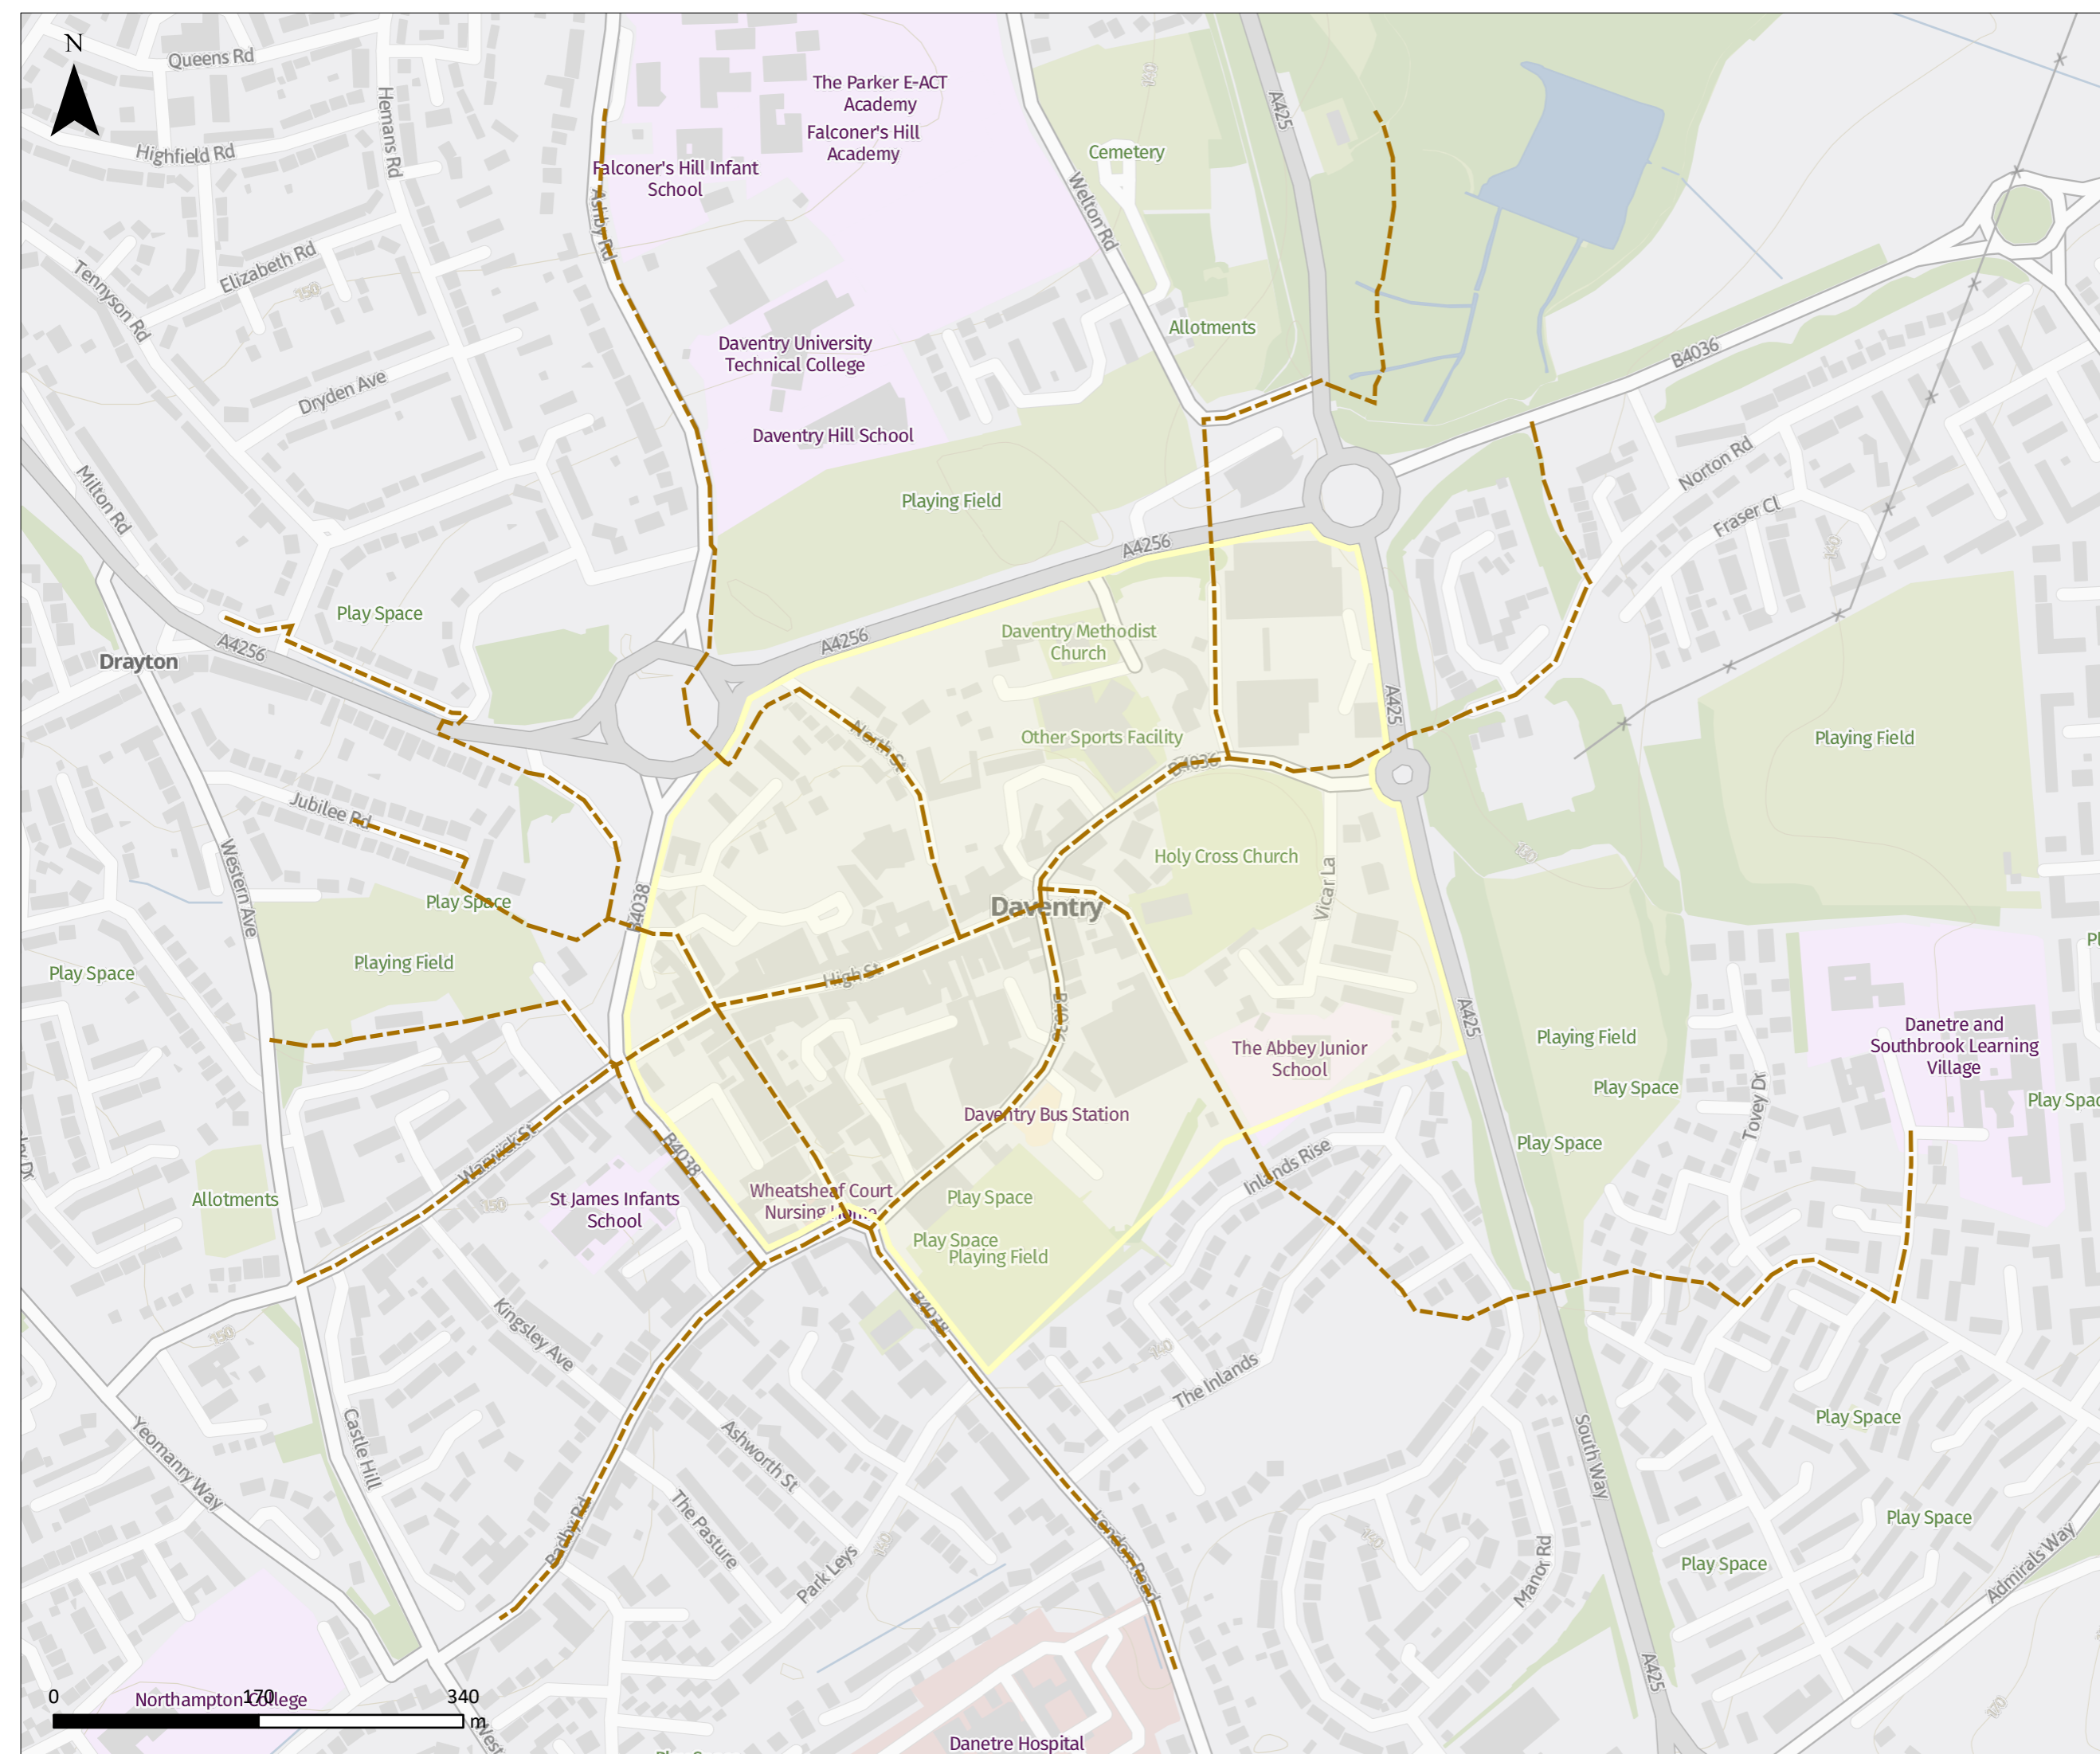 N
Queens Rd
Hemans Rd
The Parker E-ACT
Academy
Falconer's Hill
Academy
A425
Cemetery
Highfield Rd
Falconer's Hill Infant
School
Welton Rd
Ashby Rd
Elizabeth Rd
Tennyson Rd
Allotments
Daventry University
Technical College
B4036
Dryden Ave
Daventry Hill School
Norton Rd
Milton Rd
Playing Field
Fraser Cl
A4256
Play Space
Daventry Methodist
Church
A4256
A4256
Drayton
A425
North St
Other Sports Facility
Playing Field
B4036
Jubilee Rd
Holy Cross Church
Western Ave
Vicar La
B4038
Play Space
Daventry
Playing Field
Play Space
High St
B4036
A425
Playing Field
Danetre and
Southbrook Learning
Village
The Abbey Junior
School
Play Space
Tovey Dr
Daventry Bus Station
Warwick St
B4038
Play Space
Inlands Rise
Allotments
St James Infants
School
Wheatsheaf Court
Nursing Home
Play Space
Play Space
Playing Field
B4038
Kingsley Ave
The Inlands
Castle Hill
Yeomanry Way
Ashworth St
South Way
Play Space
The Pasture
Badby Rd
London Road
Play Space
Park Leys
Manor Rd
Play Space
Admirals Way
A425
0 170 340
m
Northampton College
Danetre Hospital